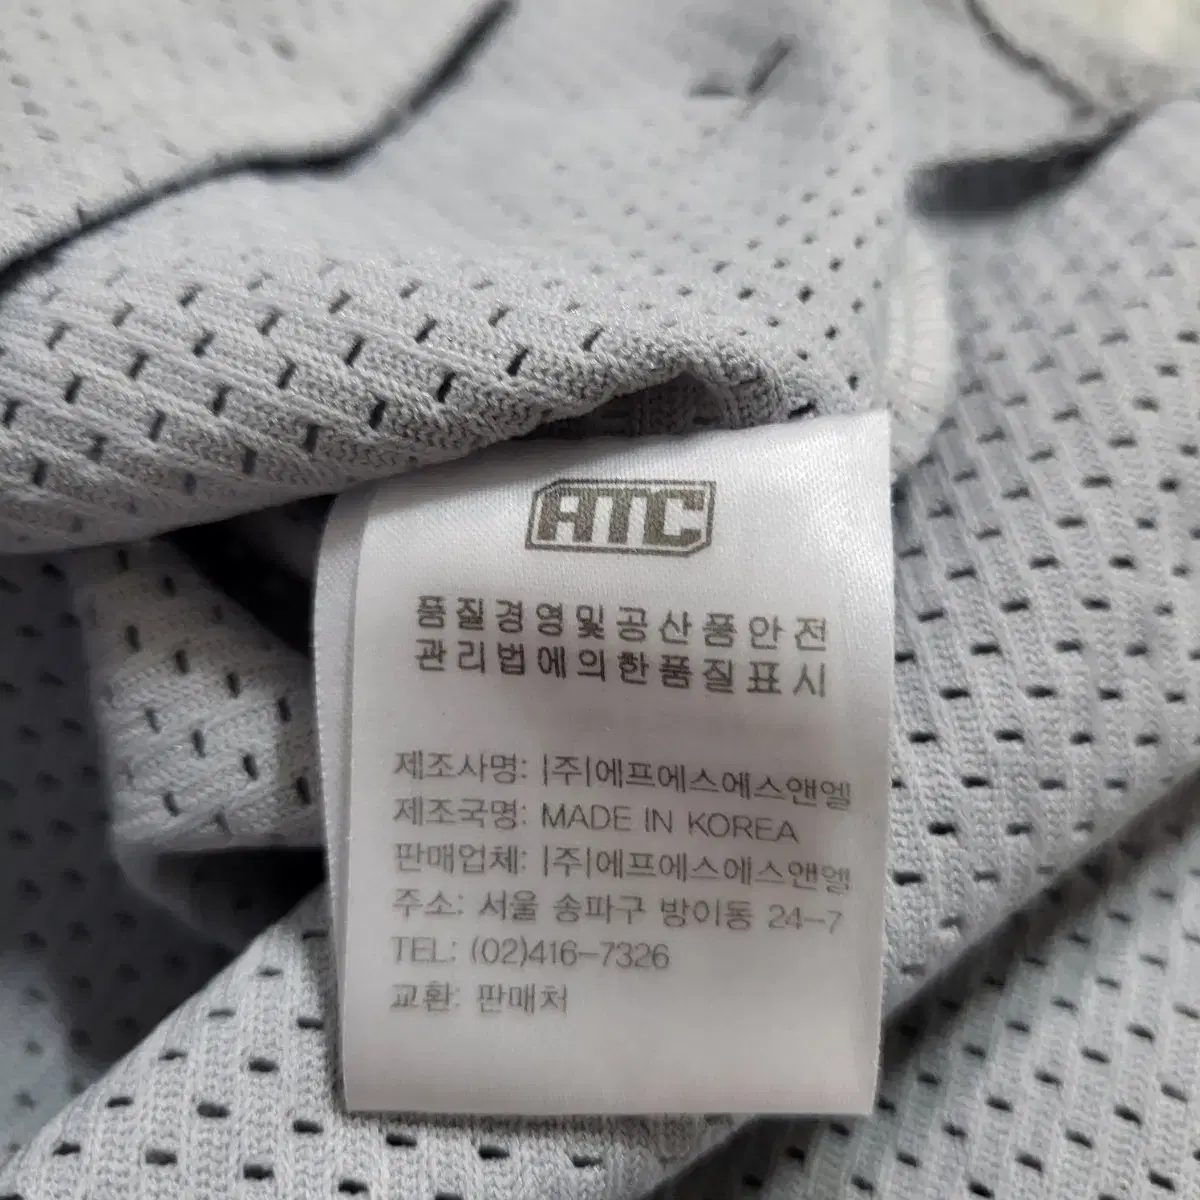 ATC
품질경영및공산품안전
관리법에의한품질표시
제조사명: |주|에프에스에스앤엘
제조국명: MADE IN KOREA
판매업체: |주|에프에스에스앤엘
주소: 서울 송파구 방이동 24-7
TEL: (02)416-7326
교환: 판매처